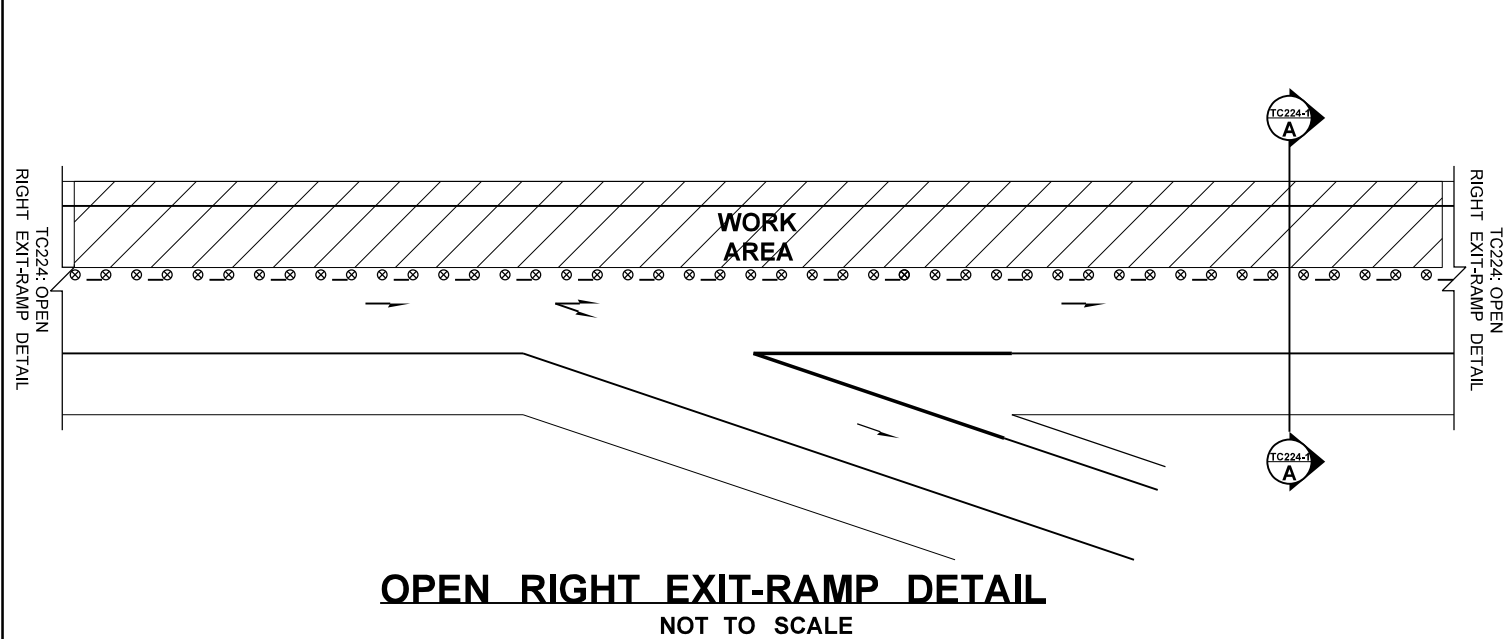 TC224-1
A
TC224: OPEN
RIGHT EXIT-RAMP DETAIL
WORK
AREA
TC224: OPEN
RIGHT EXIT-RAMP DETAIL
TC224-1
A
OPEN RIGHT EXIT-RAMP DETAIL
NOT TO SCALE